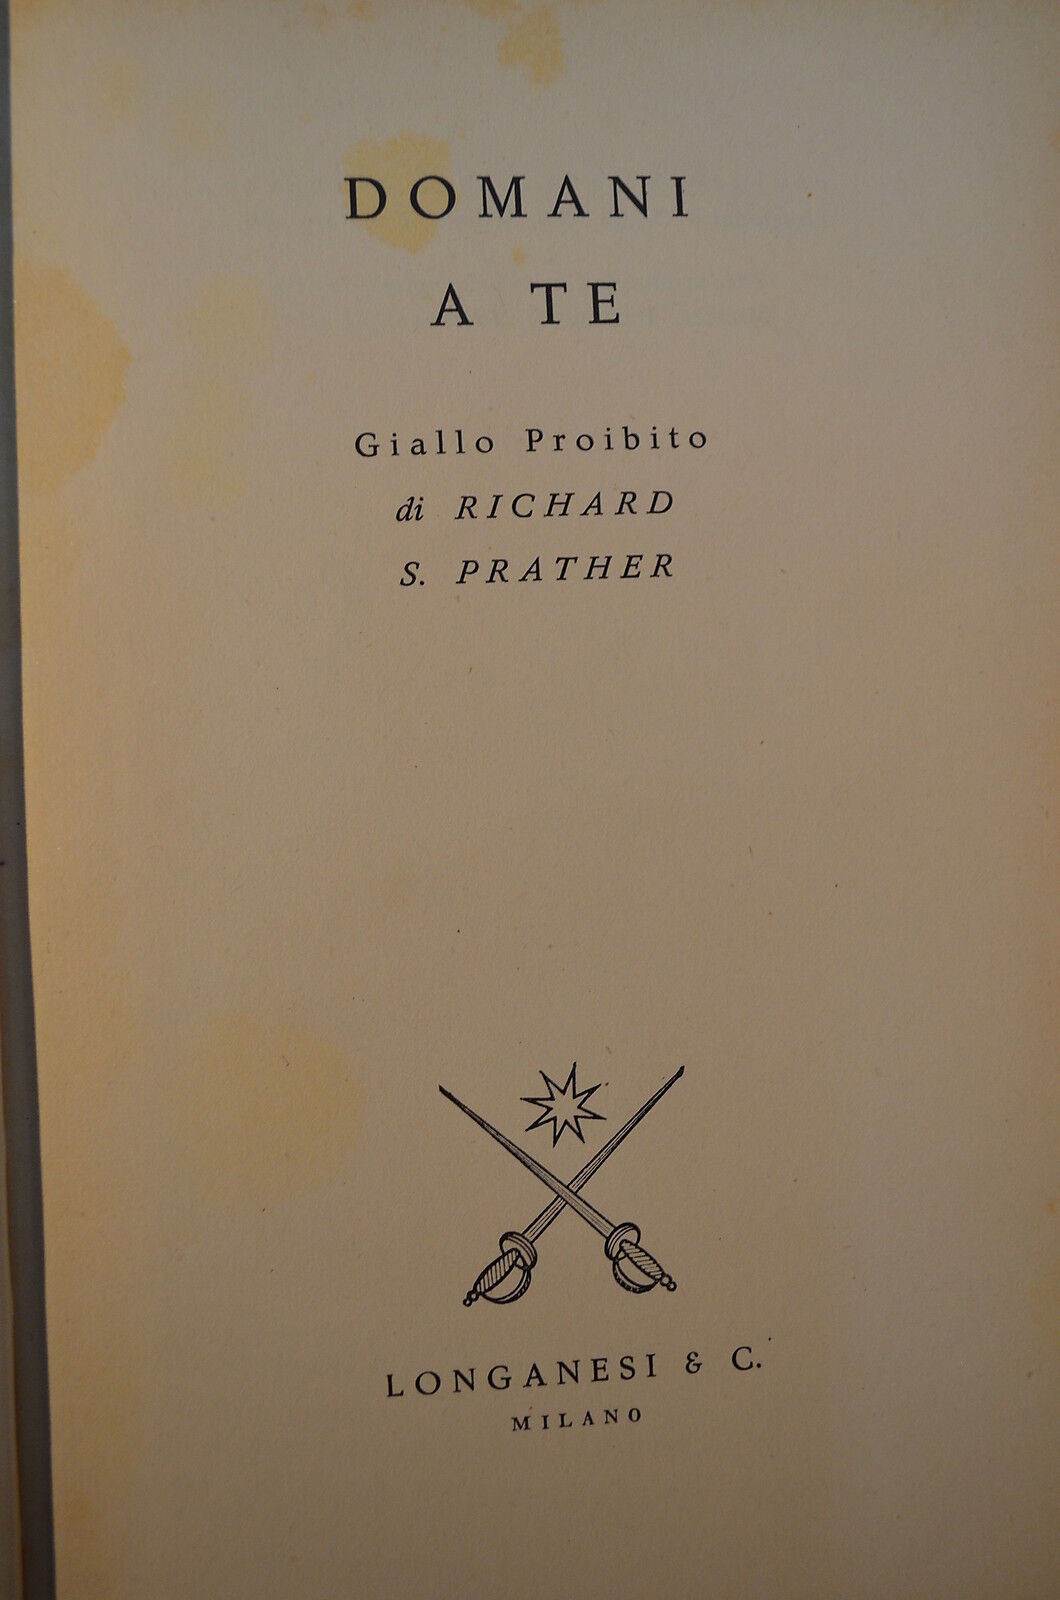 DOMANI
A TE
Giallo Proibito
di RICHARD
S. PRATHER
LONGANESI & C.
MILANO